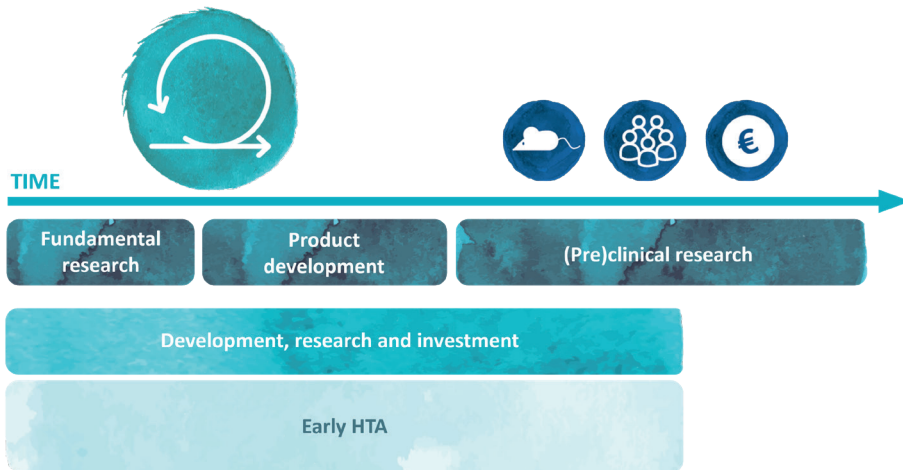 TIME
€
Fundamental
research
Product
development
(Pre)clinical research
Development, research and investment
Early HTA